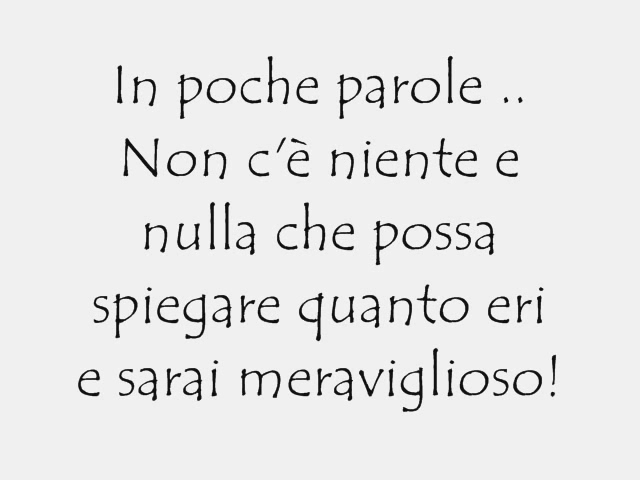 In poche parole ..
Non c'è niente e
nulla che possa
spiegare quanto eri
e sarai meraviglioso!